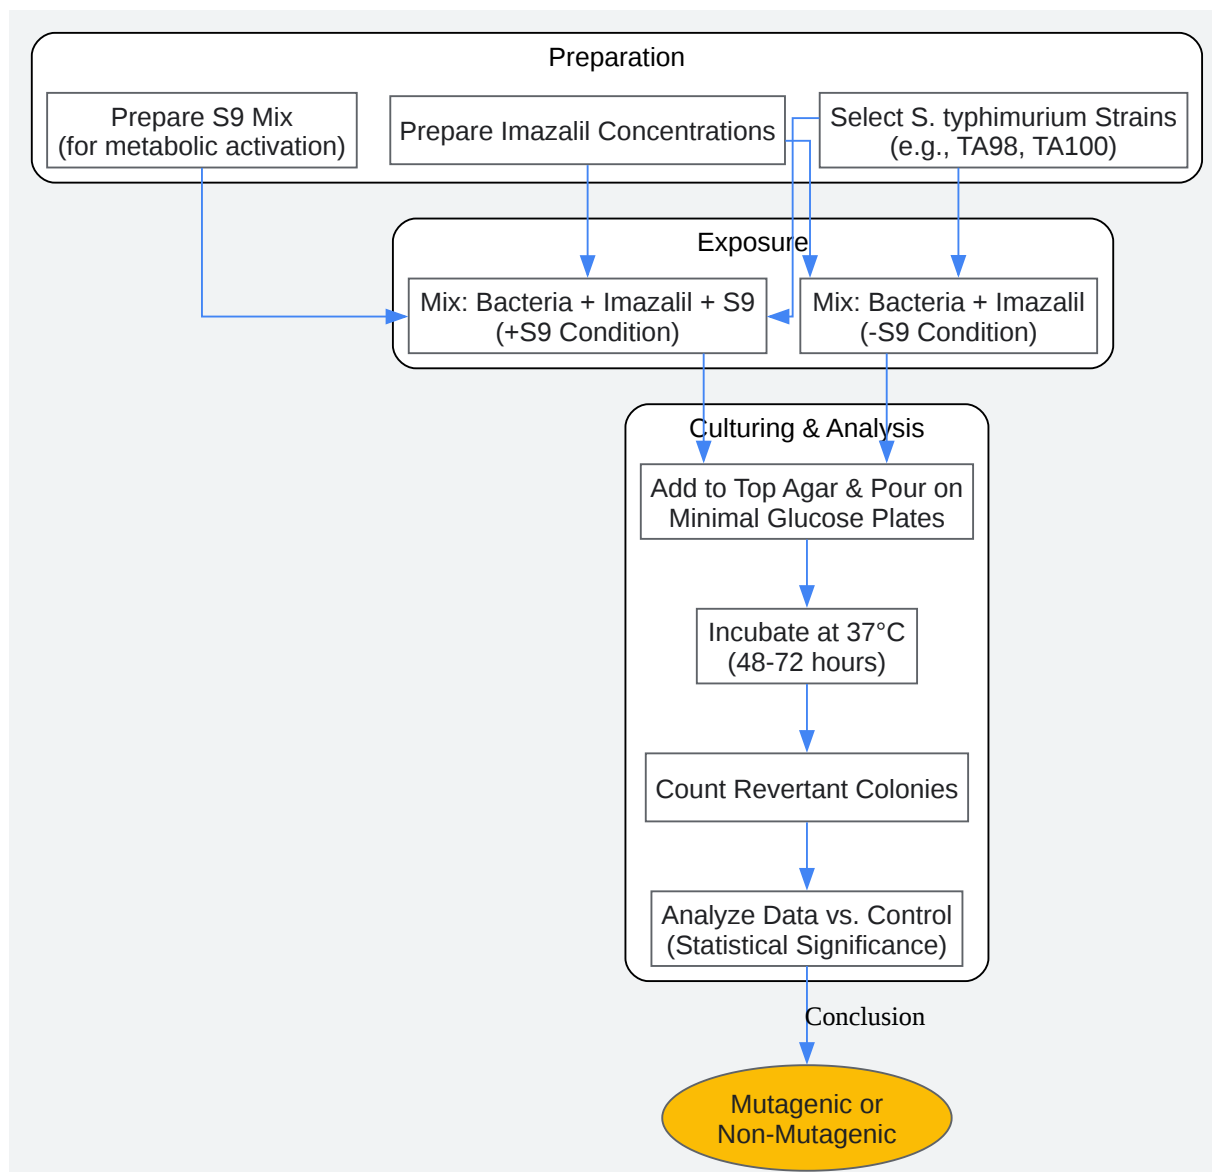 Preparation
Prepare S9 Mix
(for metabolic activation)
Prepare Imazalil Concentrations
Select S. typhimurium Strains
(e.g., TA98, TA100)
Exposure
Mix: Bacteria + Imazalil + S9
(+S9 Condition)
Mix: Bacteria + Imazalil
(-S9 Condition)
Culturing & Analysis
Add to Top Agar & Pour on
Minimal Glucose Plates
Incubate at 37°C
(48-72 hours)
Count Revertant Colonies
Analyze Data vs. Control
(Statistical Significance)
Conclusion
Mutagenic or
Non-Mutagenic